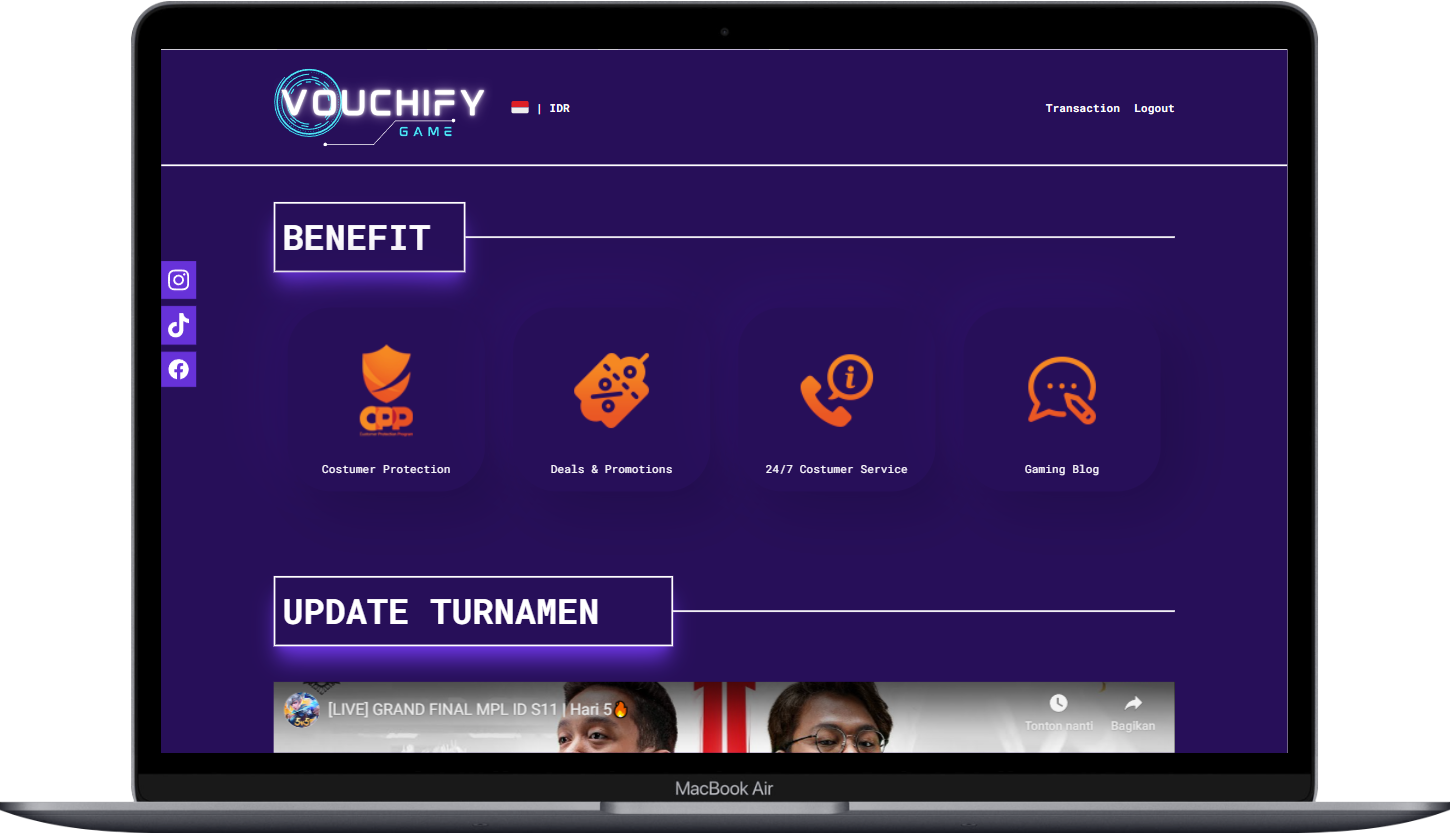 VOUCHIFY
GAME
| IDR
Transaction Logout
BENEFIT
CPP
Customer Protection Program
Costumer Protection
Deals & Promotions
24/7 Costumer Service
Gaming Blog
UPDATE TURNAMEN
5v5
[LIVE] GRAND FINAL MPL ID S11 | Hari 5🔥
Tonton nanti
Bagikan
MacBook Air